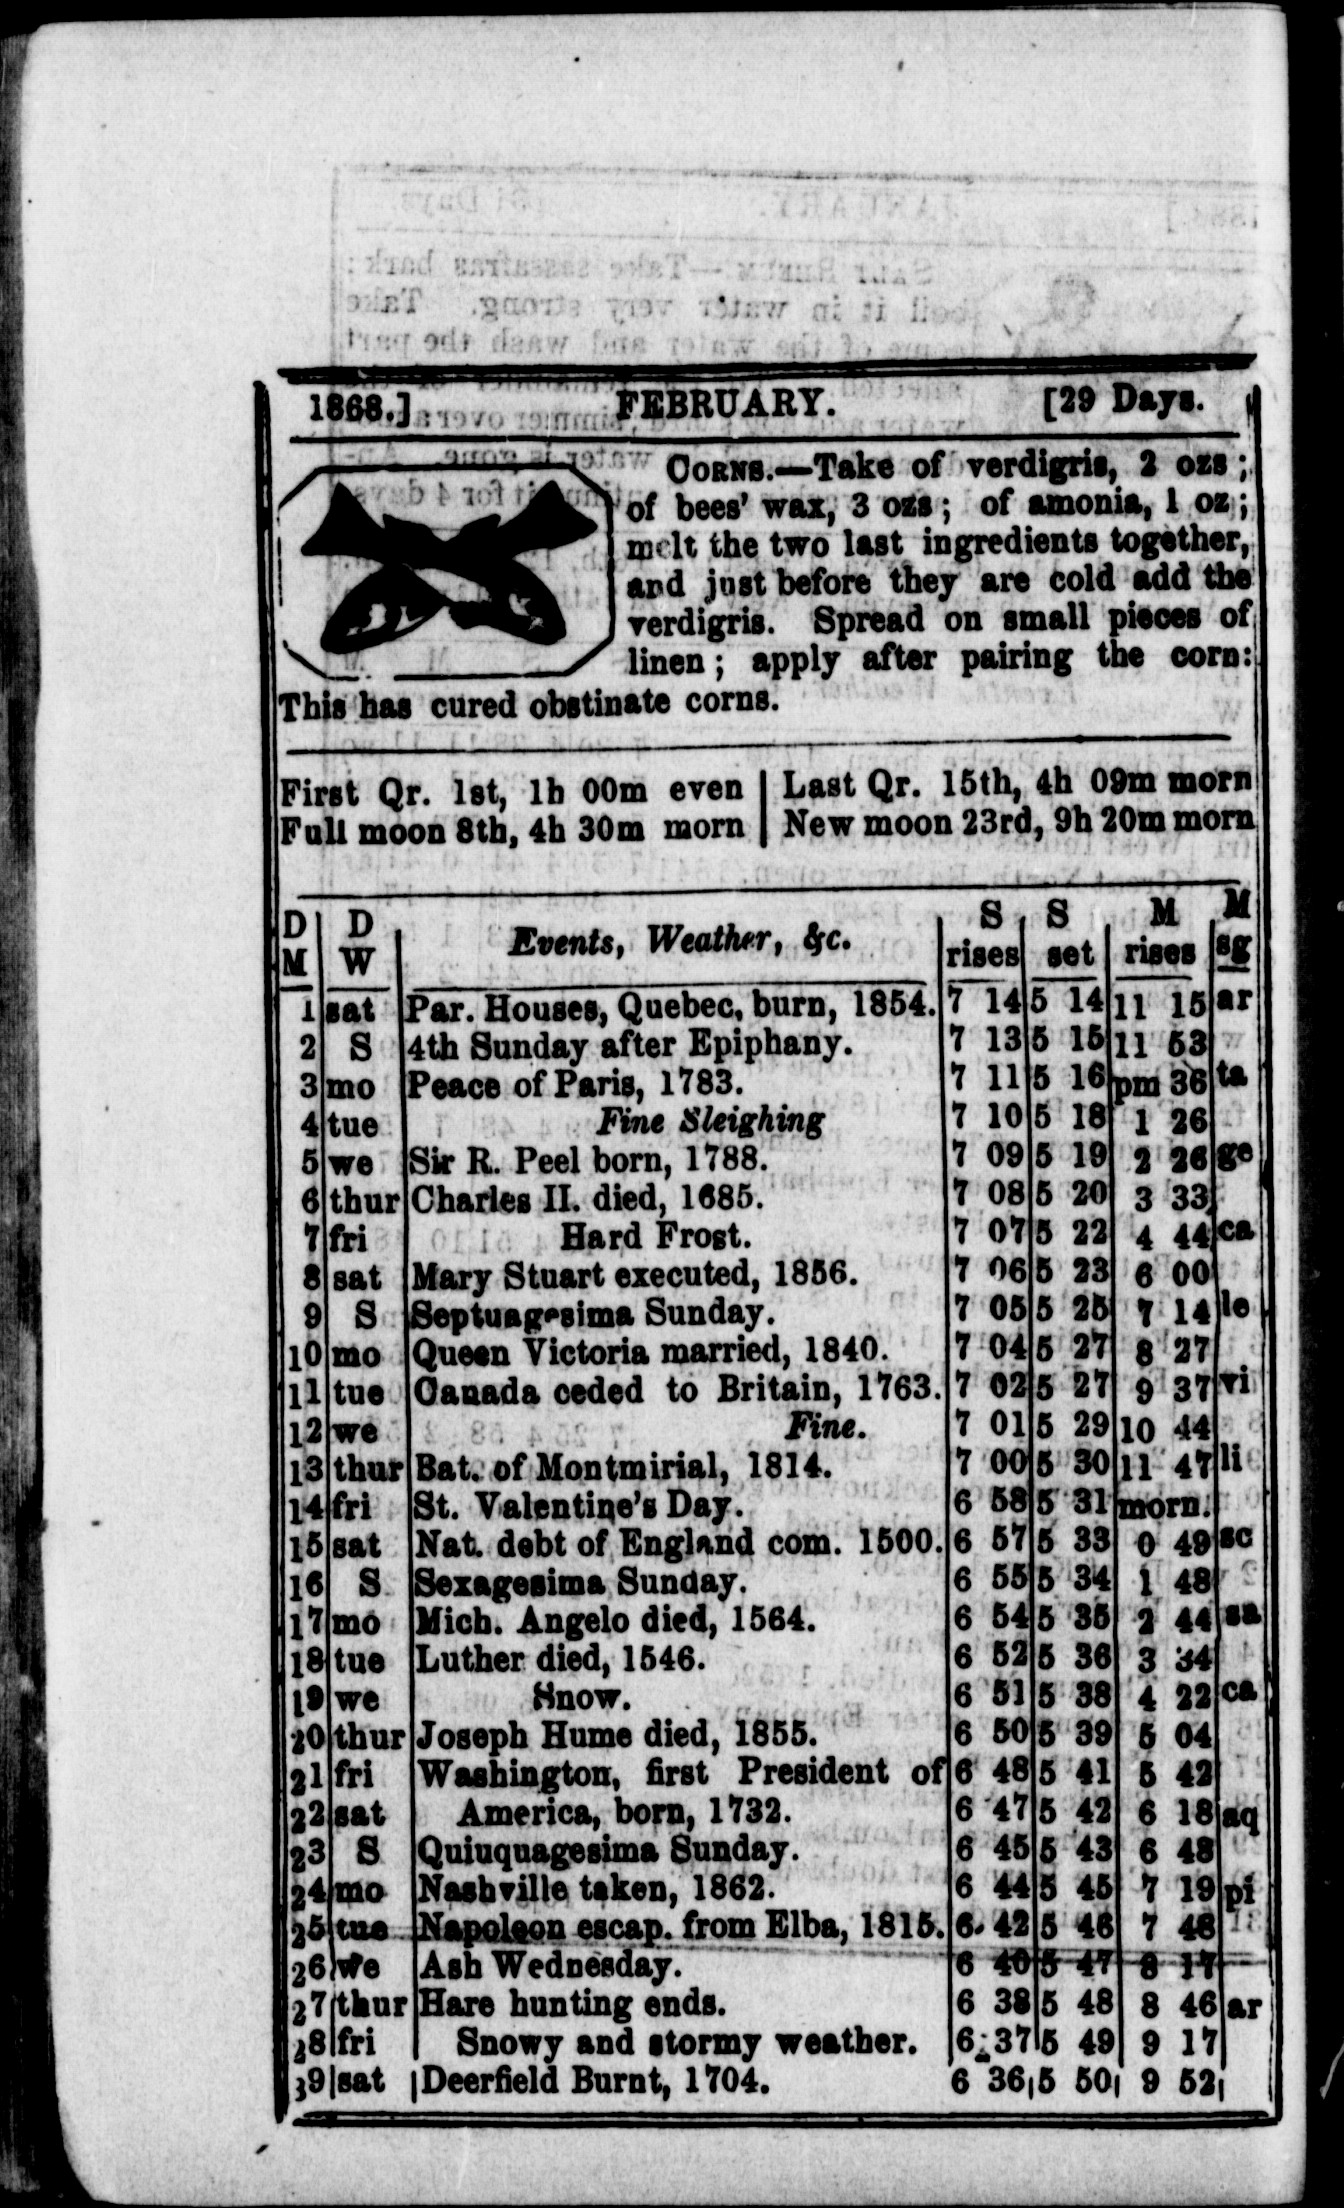 1868.] FEBRUARY. [29 Days.
CORNS.—Take of verdigris, 2 ozs;
of bees' wax, 3 ozs; of amonia, 1 oz;
melt the two last ingredients together,
and just before they are cold add the
verdigris. Spread on small pieces of
linen; apply after pairing the corn:
This has cured obstinate corns.
First Qr. 1st, 1h 00m even | Last Qr. 15th, 4h 09m morn
Full moon 8th, 4h 30m morn | New moon 23rd, 9h 20m morn
D D S S M M
M W Events, Weather, &c. rises set rises sg
1 sat Par. Houses, Quebec, burn, 1854. 7 14 5 14 11 15 ar
2 S 4th Sunday after Epiphany. 7 13 5 15 11 53
3 mo Peace of Paris, 1783. 7 11 5 16 pm 36 ta
4 tue Fine Sleighing 7 10 5 18 1 26
5 we Sir R. Peel born, 1788. 7 09 5 19 2 26 ge
6 thur Charles II. died, 1685. 7 08 5 20 3 33
7 fri Hard Frost. 7 07 5 22 4 44 ca
8 sat Mary Stuart executed, 1856. 7 06 5 23 6 00
9 S Septuagesima Sunday. 7 05 5 25 7 14 le
10 mo Queen Victoria married, 1840. 7 04 5 27 8 27
11 tue Canada ceded to Britain, 1763. 7 02 5 27 9 37 vi
12 we Fine. 7 01 5 29 10 44
13 thur Bat. of Montmirial, 1814. 7 00 5 30 11 47 li
14 fri St. Valentine's Day. 6 58 5 31 morn.
15 sat Nat. debt of England com. 1500. 6 57 5 33 0 49 sc
16 S Sexagesima Sunday. 6 55 5 34 1 48
17 mo Mich. Angelo died, 1564. 6 54 5 35 2 44 sa
18 tue Luther died, 1546. 6 52 5 36 3 34
19 we Snow. 6 51 5 38 4 22 ca
20 thur Joseph Hume died, 1855. 6 50 5 39 5 04
21 fri Washington, first President of 6 48 5 41 5 42
22 sat America, born, 1732. 6 47 5 42 6 18 aq
23 S Quiuquagesima Sunday. 6 45 5 43 6 48
24 mo Nashville taken, 1862. 6 44 5 45 7 19 pi
25 tue Napoleon escap. from Elba, 1815. 6 42 5 46 7 48
26 we Ash Wednesday. 6 40 5 47 8 17
27 thur Hare hunting ends. 6 38 5 48 8 46 ar
28 fri Snowy and stormy weather. 6 37 5 49 9 17
29 sat Deerfield Burnt, 1704. 6 36 5 50 9 52